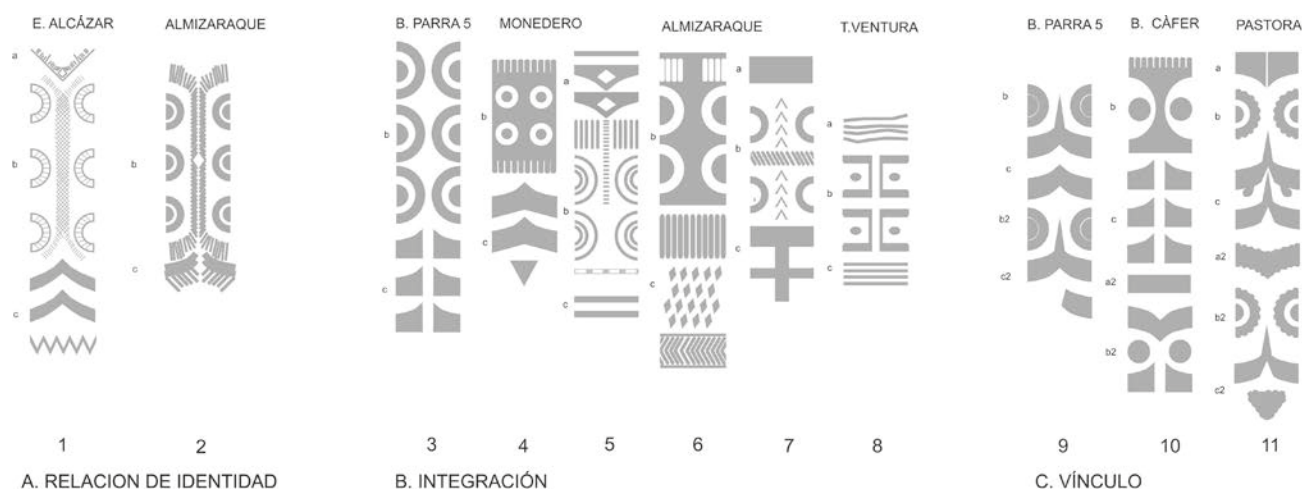 E. ALCÁZAR ALMIZARAQUE B. PARRA 5 MONEDERO ALMIZARAQUE T.VENTURA B. PARRA 5 B. CÀFER PASTORA
a b c
b c
b c
a b c
a b c
b c
a b c
a b c
b c b2 c2
b c a2 b2
a b c a2 b2 c2
1 2 3 4 5 6 7 8 9 10 11
A. RELACION DE IDENTIDAD B. INTEGRACIÓN C. VÍNCULO